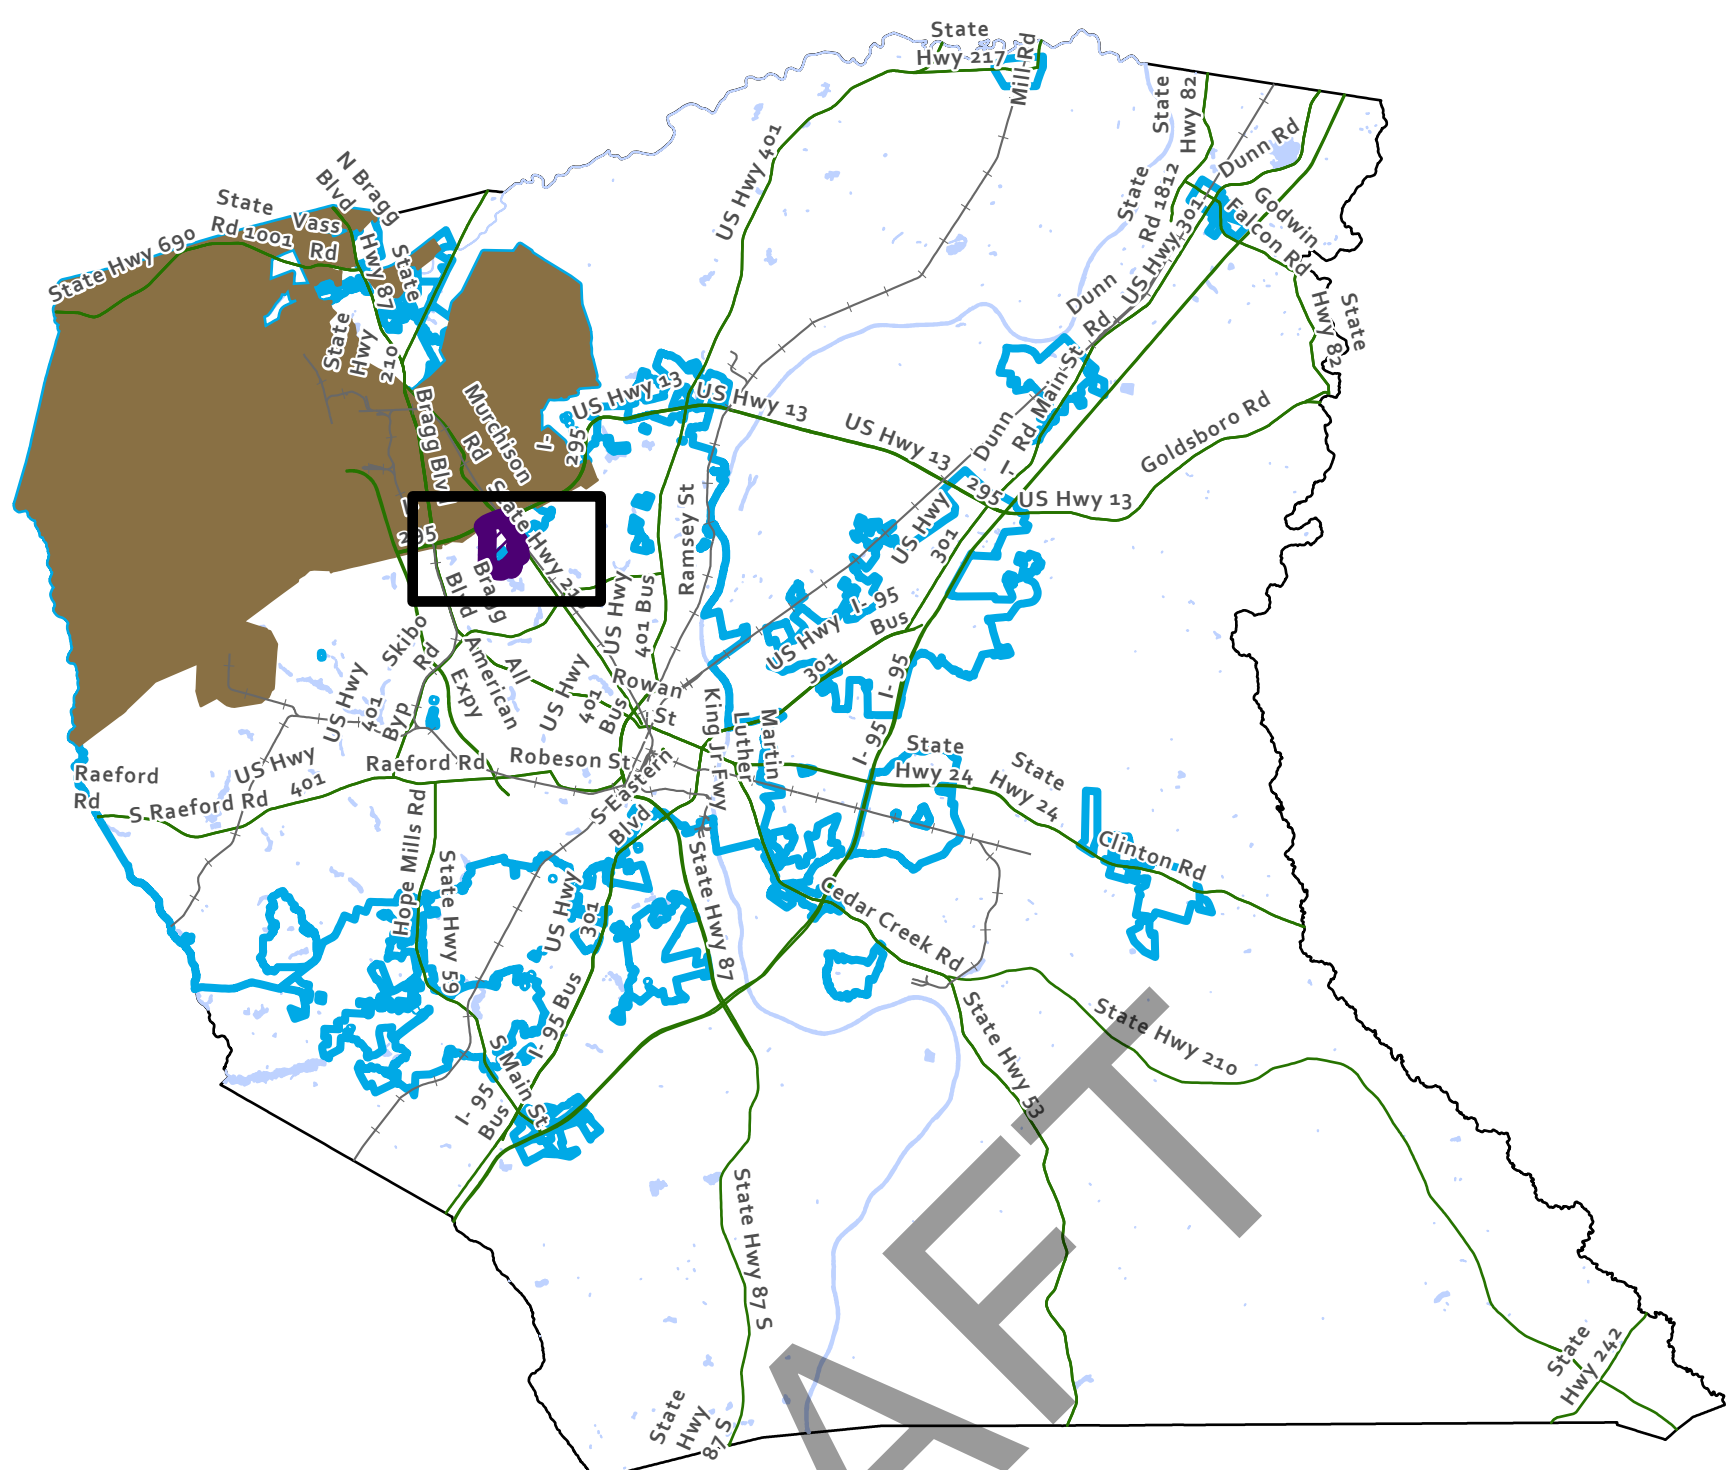 State
Hwy 217
Mill Rd
State
Hwy 82
Dunn Rd
N Bragg
Blvd
State
Rd 1001
Vass
Rd
State Hwy 690
Hwy 87
State
State
Hwy
210
US Hwy 401
State
Rd 1812
US Hwy 301
Godwin
Falcon Rd
State
Hwy 82
Dunn
Rd
Main St
Dunn
Rd
US Hwy 13
US Hwy 13
US Hwy 13
US Hwy 13
Goldsboro Rd
I-
295
I-
295
Murchison
Rd
Bragg Blvd
295
State Hwy 210
Bragg
Blvd
US Hwy
401 Bus
Ramsey St
US Hwy
301
I- 95
Bus
US Hwy
301
I- 95
I- 95
Skibo
Rd
American
Expy
All
US Hwy
401
Byp
US Hwy
401
Bus
Rowan
St
King Jr Fwy
Luther
Martin
Raeford
Rd
S Raeford Rd
US Hwy
401
Raeford Rd
Robeson St
S Eastern
Blvd
State
Hwy 24
State
Hwy 24
Clinton Rd
Hope Mills Rd
State Hwy 59
US Hwy
301
I- 95 Bus
State Hwy 87
Cedar Creek Rd
State Hwy 53
State Hwy 210
S Main St
I- 95
Bus
State Hwy 87 S
State
Hwy
87 S
State
Hwy 242
AFT